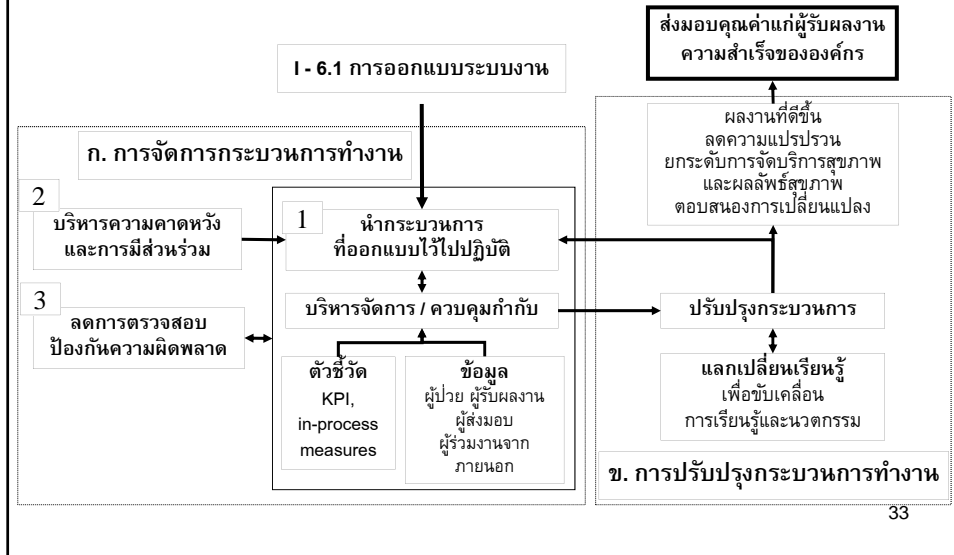 ส่งมอบคุณค่าแก่ผู้รับผลงาน
ความสำเร็จขององค์กร
I - 6.1 การออกแบบระบบงาน
ผลงานที่ดีขึ้น
ลดความแปรปรวน
ยกระดับการจัดบริการสุขภาพ
และผลลัพธ์สุขภาพ
ตอบสนองการเปลี่ยนแปลง
ก. การจัดการกระบวนการทำงาน
2
บริหารความคาดหวัง
และการมีส่วนร่วม
1
นำกระบวนการ
ที่ออกแบบไว้ไปปฏิบัติ
3
ลดการตรวจสอบ
ป้องกันความผิดพลาด
บริหารจัดการ / ควบคุมกำกับ
ปรับปรุงกระบวนการ
ตัวชี้วัด
KPI,
in-process
measures
ข้อมูล
ผู้ป่วย ผู้รับผลงาน
ผู้ส่งมอบ
ผู้ร่วมงานจาก
ภายนอก
แลกเปลี่ยนเรียนรู้
เพื่อขับเคลื่อน
การเรียนรู้และนวตกรรม
ข. การปรับปรุงกระบวนการทำงาน
33